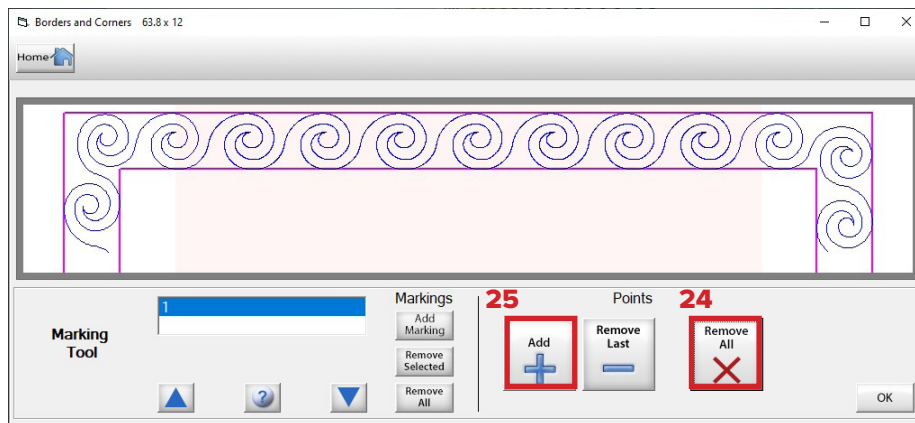 Borders and Corners 63.8 x 12
Home
Marking
Tool
1
Markings
Add
Marking
Remove
Selected
Remove
All
25
Points
24
Add
Remove
Last
Remove
All
?
OK